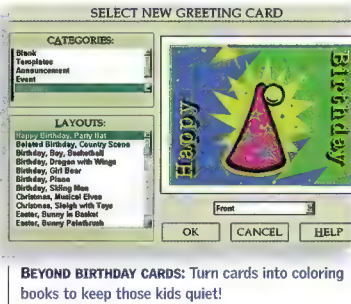 SELECT NEW GREETING CARD
CATEGORIES:
Blank
Templates
Announcement
Event
LAYOUTS:
Happy Birthday, Party Hat
Belated Birthday, Country Scene
Birthday, Boy, Basketball
Birthday, Dragon with Wings
Birthday, Girl Bear
Birthday, Plane
Birthday, Skiing Man
Christmas, Musical Elves
Christmas, Sleigh with Toys
Easter, Bunny in Basket
Easter, Bunny Paintbrush
Happy
Birthday
Front
OK CANCEL HELP
BEYOND BIRTHDAY CARDS: Turn cards into coloring
books to keep those kids quiet!